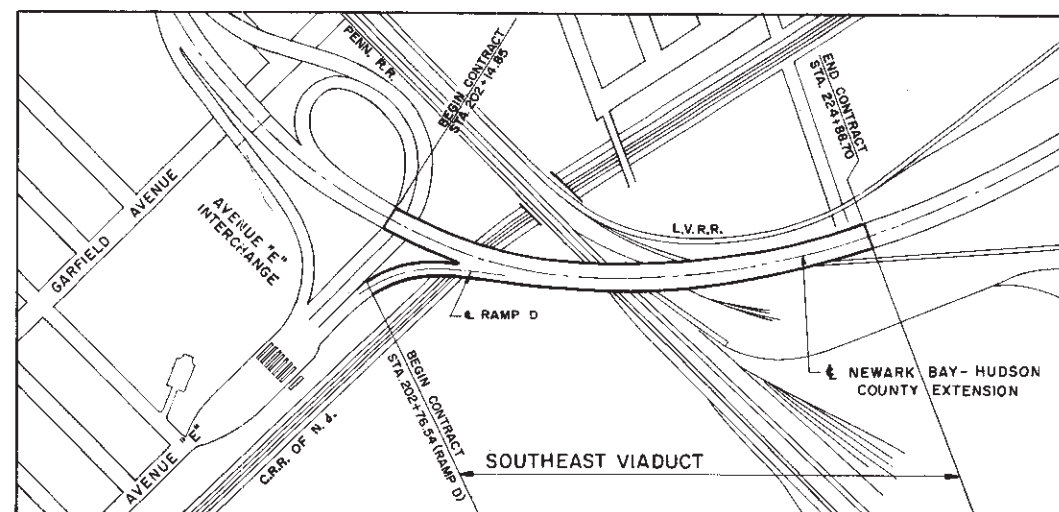 PENN. R.R.
BEGIN CONTRACT
STA. 202+14.85
END CONTRACT
STA. 224+88.70
GARFIELD AVENUE
AVENUE "E"
INTERCHANGE
L.V.R.R.
℄ RAMP D
℄ NEWARK BAY-HUDSON
COUNTY EXTENSION
BEGIN CONTRACT
STA. 202+76.54 (RAMP D)
C.R.R. OF N.J.
AVENUE "E"
SOUTHEAST VIADUCT